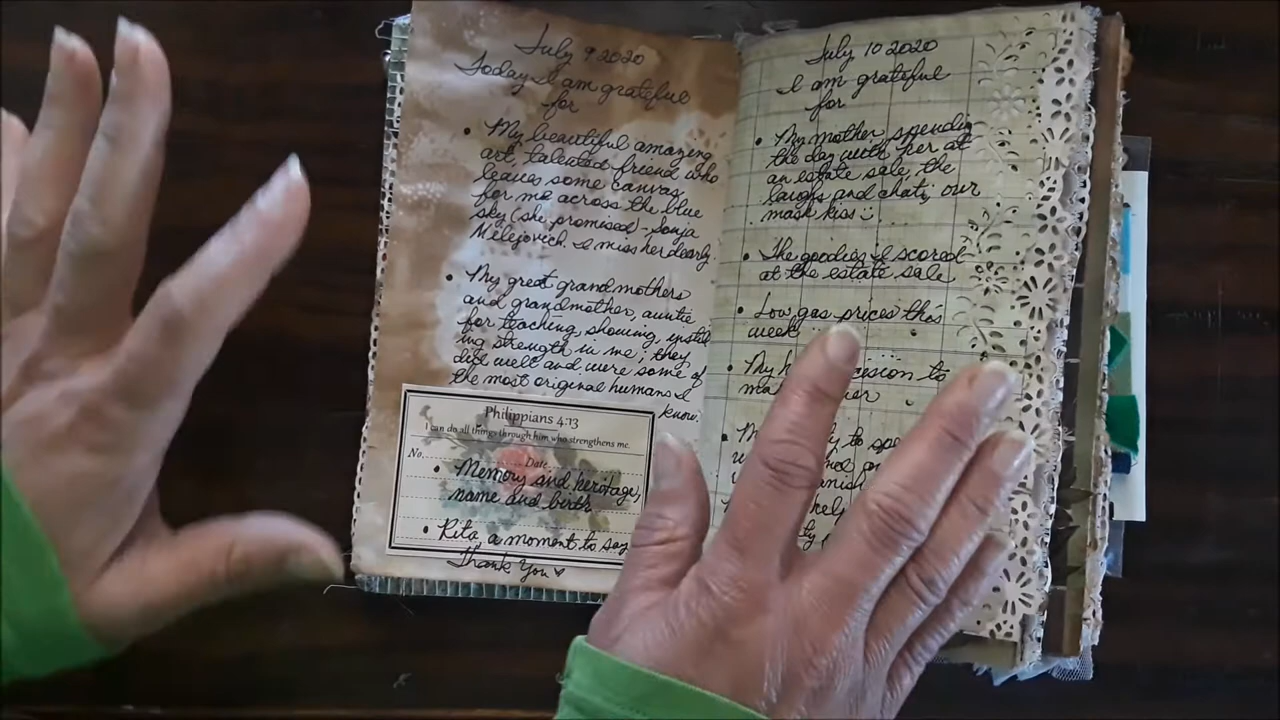 July 9 2020
Today I am grateful
for
• My beautiful amazing
art, talented friend who
leaves some canvas
for me across the blue
sky (she promised) - Sonja
Melejovich. I miss her dearly.
• My great grandmothers
and grandmother, auntie
for teaching, showing, instill
ing strength in me; they
did well and were some of
the most original humans I
know.
Philippians 4:13
I can do all things through him who strengthens me.
No. Date
• Memory and heritage,
name and birth
• Rita, a moment to say
Thank You ♥
July 10 2020
I am grateful
for
• My mother spending
the day with her at
an estate sale, the
laughs and chats, our
mask kiss ☺
• The goodies I scored
at the estate sale
• Low gas prices this
week
• My to
• My to
help